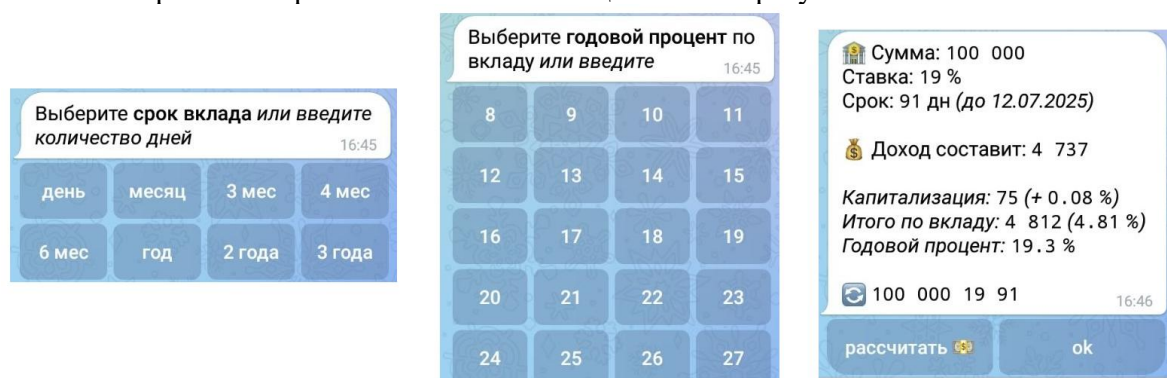 Выберите срок вклада или введите
количество дней
16:45
день месяц 3 мес 4 мес
6 мес год 2 года 3 года
Выберите годовой процент по
вкладу или введите
16:45
8 9 10 11
12 13 14 15
16 17 18 19
20 21 22 23
24 25 26 27
Сумма: 100 000
Ставка: 19 %
Срок: 91 дн (до 12.07.2025)
Доход составит: 4 737
Капитализация: 75 (+ 0.08 %)
Итого по вкладу: 4 812 (4.81 %)
Годовой процент: 19.3 %
100 000 19 91
16:46
рассчитать ok